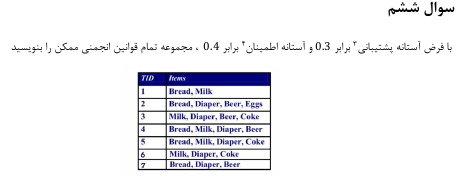 سوال ششم
با فرض آستانه پشتیبانی۳ برابر 0.3 و آستانه اطمینان۴ برابر 0.4 ، مجموعه تمام قوانین انجمنی ممکن را بنویسید
TID Items
1 Bread, Milk
2 Bread, Diaper, Beer, Eggs
3 Milk, Diaper, Beer, Coke
4 Bread, Milk, Diaper, Beer
5 Bread, Milk, Diaper, Coke
6 Milk, Diaper, Coke
7 Bread, Diaper, Beer